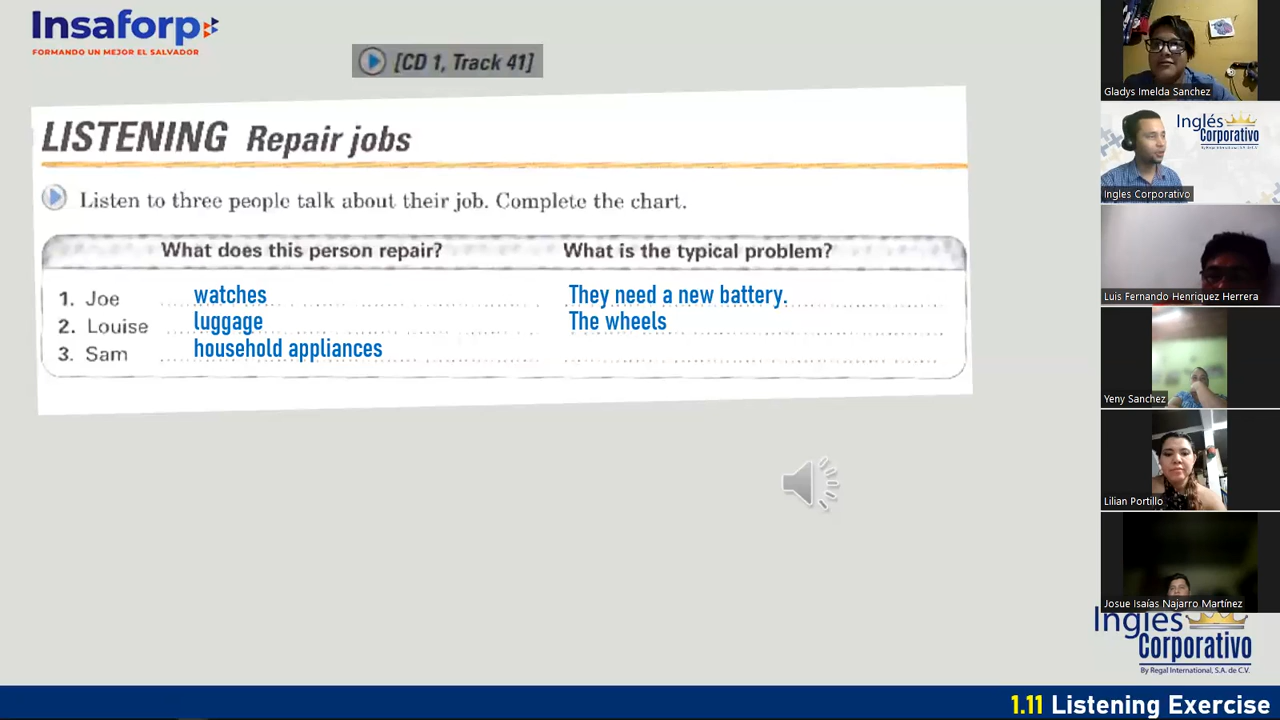 Insaforp
FORMANDO UN MEJOR EL SALVADOR
[CD 1, Track 41]
LISTENING Repair jobs
Listen to three people talk about their job. Complete the chart.
What does this person repair? What is the typical problem?
1. Joe watches They need a new battery.
2. Louise luggage The wheels
3. Sam household appliances
Gladys Imelda Sanchez
Inglés
Corporativo
By Regal International, S.A. de C.V.
Ingles Corporativo
Luis Fernando Henriquez Herrera
Yeny Sanchez
Lilian Portillo
Josue Isaías Najarro Martínez
Inglés
Corporativo
By Regal International, S.A. de C.V.
1.11 Listening Exercise